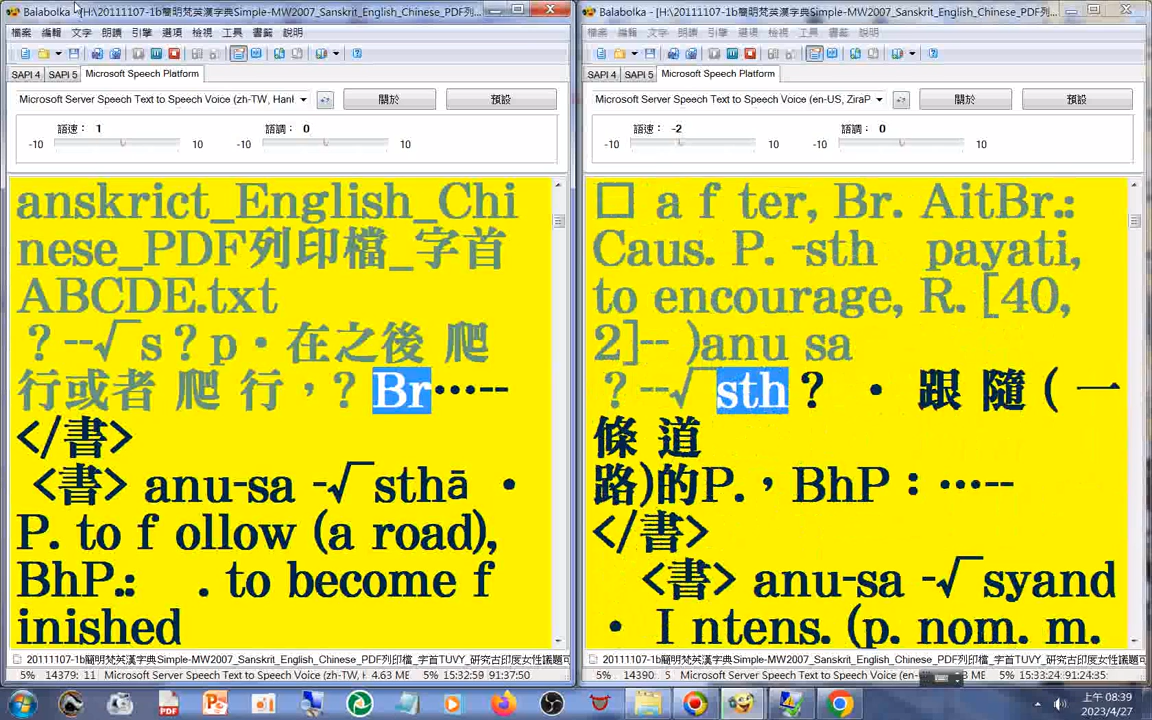 Balabolka - [H:\20111107-1b簡明梵英漢字典Simple-MW2007_Sanskrit_English_Chinese_PDF列...
檔案 編輯 文字 朗讀 引擎 選項 檢視 工具 書籤 說明
SAPI 4 SAPI 5 Microsoft Speech Platform
Microsoft Server Speech Text to Speech Voice (zh-TW, Hanl
關於 預設
語速： 1 語調： 0
-10 10 -10 10
anskrict_English_Chi
nese_PDF列印檔_字首
ABCDE.txt
？--√s？p•在之後 爬
行或者 爬 行，？ Br…--
</書>
<書> anu-sa -√sthā •
P. to f ollow (a road),
BhP.: . to become f
inished
20111107-1b簡明梵英漢字典Simple-MW2007_Sanskrit_English_Chinese_PDF列印檔_字首TUVY_研究古印度女性議題可
5% 14379: 11 Microsoft Server Speech Text to Speech Voice (zh-TW, H 4.63 MB 5% 15:32:59 91:37:50
Balabolka - [H:\20111107-1b簡明梵英漢字典Simple-MW2007_Sanskrit_English_Chinese_PDF列...
檔案 編輯 文字 朗讀 引擎 選項 檢視 工具 書籤 說明
SAPI 4 SAPI 5 Microsoft Speech Platform
Microsoft Server Speech Text to Speech Voice (en-US, ZiraP
關於 預設
語速： -2 語調： 0
-10 10 -10 10
□ a f ter, Br. AitBr.:
Caus. P. -sth payati,
to encourage, R. [40,
2]-- )anu sa
？--√sth？ • 跟 隨 ( 一
條 道
路)的P.，BhP：…--
</書>
<書> anu-sa -√syand
• I ntens. (p. nom. m.
20111107-1b簡明梵英漢字典Simple-MW2007_Sanskrit_English_Chinese_PDF列印檔_字首TUVY_研究古印度女性議題可
5% 14390: 5 Microsoft Server Speech Text to Speech Voice (en-US, 5% 15:33:24 91:24:35
上午 08:39
2023/4/27